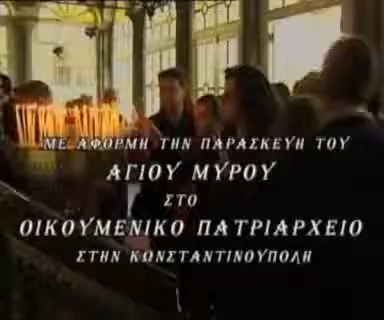 ΜΕ ΑΦΟΡΜΗ ΤΗΝ ΠΑΡΑΣΚΕΥΗ ΤΟΥ
ΑΓΙΟΥ ΜΥΡΟΥ
ΣΤΟ
ΟΙΚΟΥΜΕΝΙΚΟ ΠΑΤΡΙΑΡΧΕΙΟ
ΣΤΗΝ ΚΩΝΣΤΑΝΤΙΝΟΥΠΟΛΗ